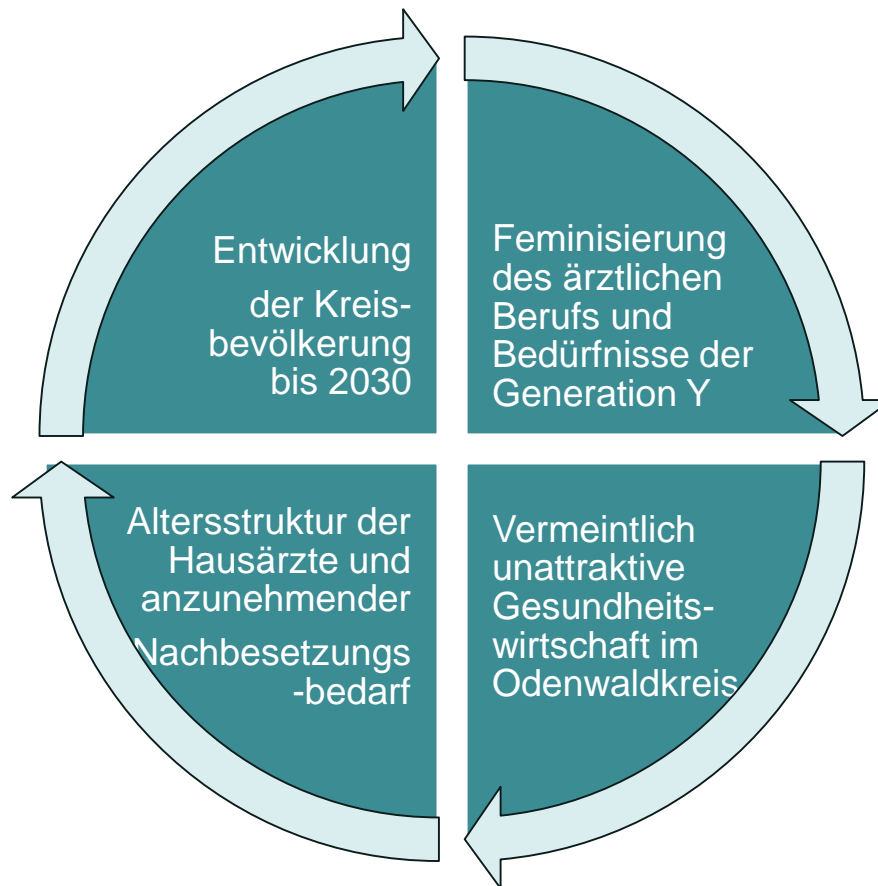 Entwicklung
der Kreis-
bevölkerung
bis 2030
Feminisierung
des ärztlichen
Berufs und
Bedürfnisse der
Generation Y
Altersstruktur der
Hausärzte und
anzunehmender
Nachbesetzungs
-bedarf
Vermeintlich
unattraktive
Gesundheits-
wirtschaft im
Odenwaldkreis